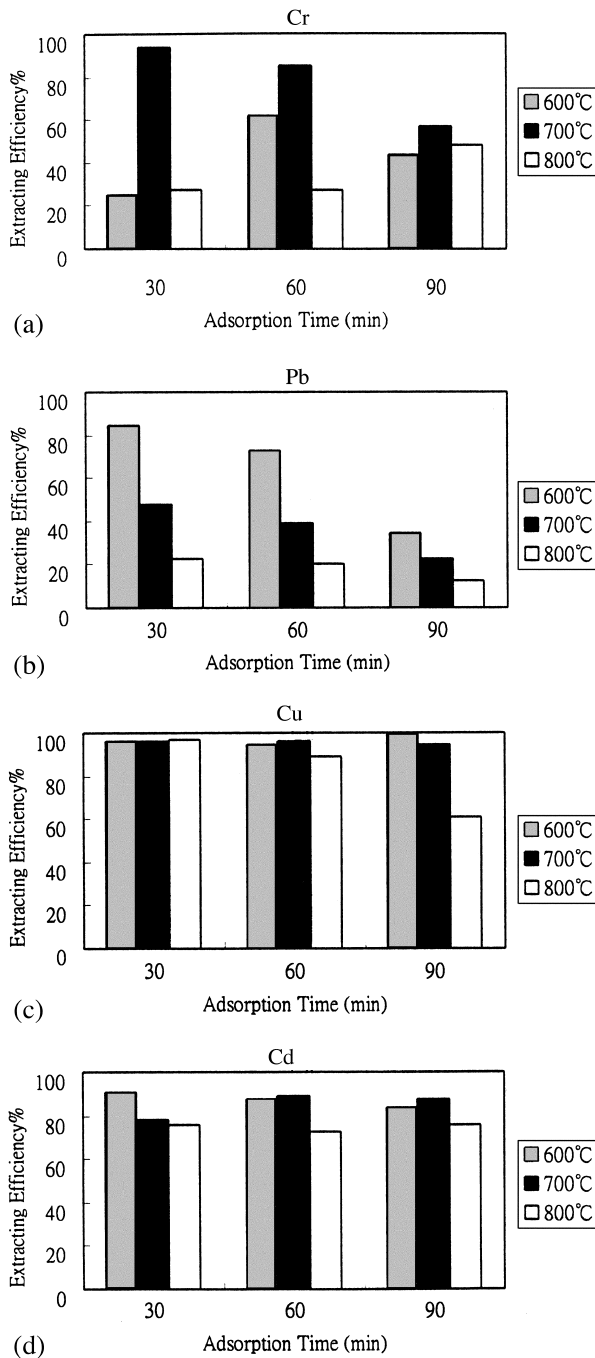 Cr
Extracting Efficiency%
100
80
60
40
20
0
30 60 90
Adsorption Time (min)
600℃
700℃
800℃
(a)
Pb
Extracting Efficiency%
100
80
60
40
20
0
30 60 90
Adsorption Time (min)
600℃
700℃
800℃
(b)
Cu
Extracting Efficiency%
100
80
60
40
20
0
30 60 90
Adsorption Time (min)
600℃
700℃
800℃
(c)
Cd
Extracting Efficiency%
100
80
60
40
20
0
30 60 90
Adsorption Time (min)
600℃
700℃
800℃
(d)